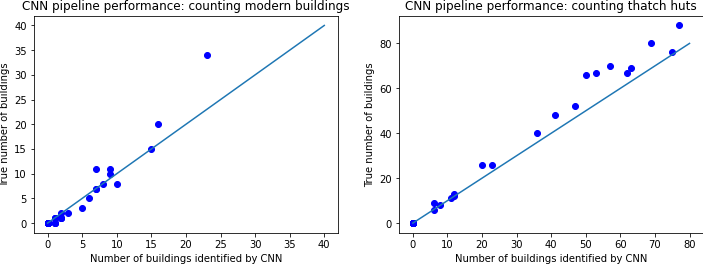 CNN pipeline performance: counting modern buildings
40
35
30
25
20
15
10
5
0
True number of buildings
0 5 10 15 20 25 30 35 40
Number of buildings identified by CNN
CNN pipeline performance: counting thatch huts
80
60
40
20
0
True number of buildings
0 10 20 30 40 50 60 70 80
Number of buildings identified by CNN